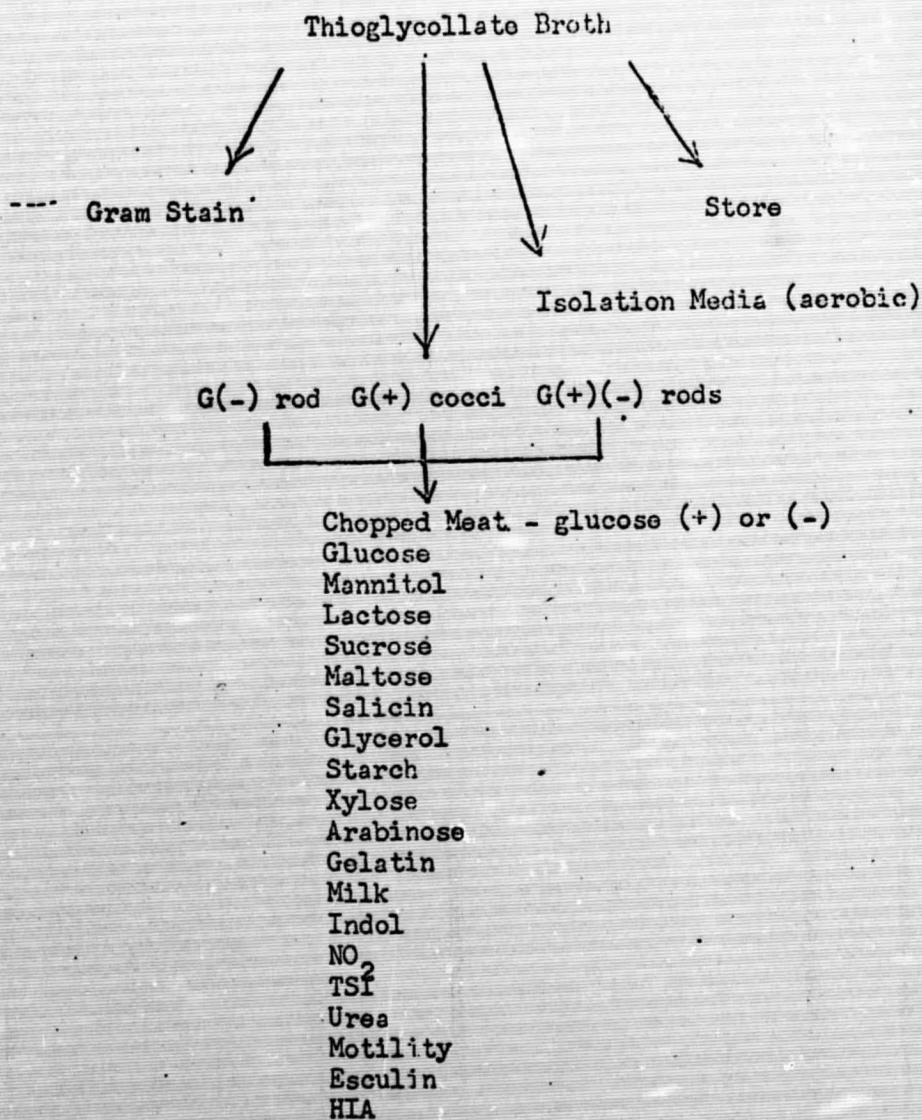 Thioglycollate Broth
---- Gram Stain
Store
Isolation Media (aerobic)
G(-) rod G(+) cocci G(+)(-) rods
Chopped Meat - glucose (+) or (-)
Glucose
Mannitol
Lactose
Sucrose
Maltose
Salicin
Glycerol
Starch
Xylose
Arabinose
Gelatin
Milk
Indol
NO2
TSI
Urea
Motility
Esculin
HIA